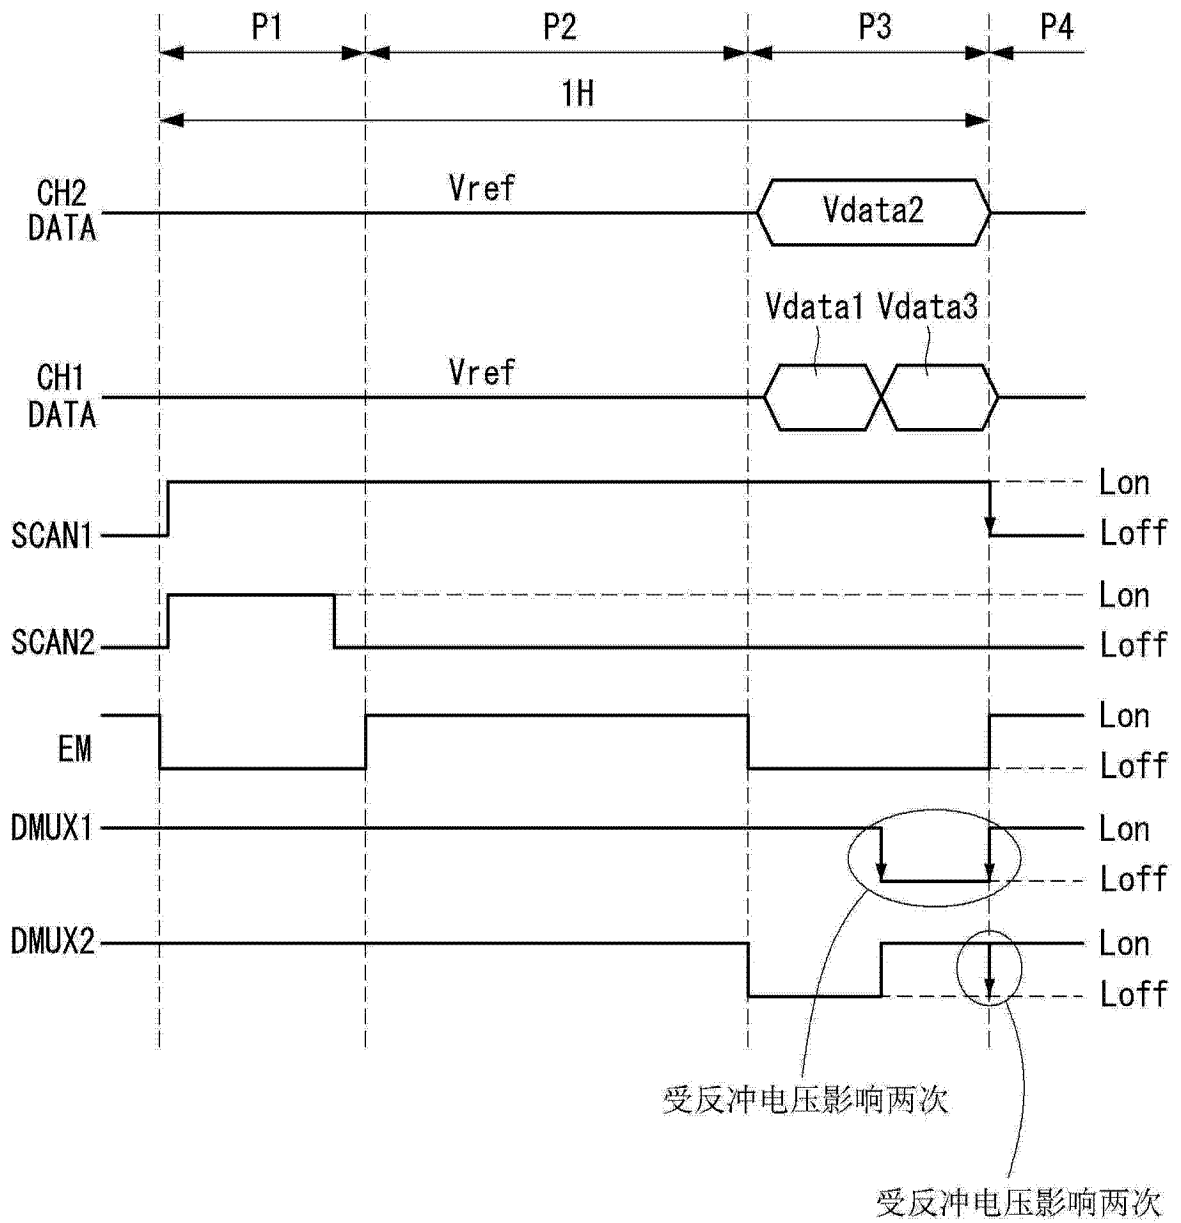 P1 P2 P3 P4
1H
CH2
DATA
Vref
Vdata2
Vdata1 Vdata3
CH1
DATA
Vref
SCAN1
Lon
Loff
SCAN2
Lon
Loff
EM
Lon
Loff
DMUX1
Lon
Loff
DMUX2
Lon
Loff
受反冲电压影响两次
受反冲电压影响两次